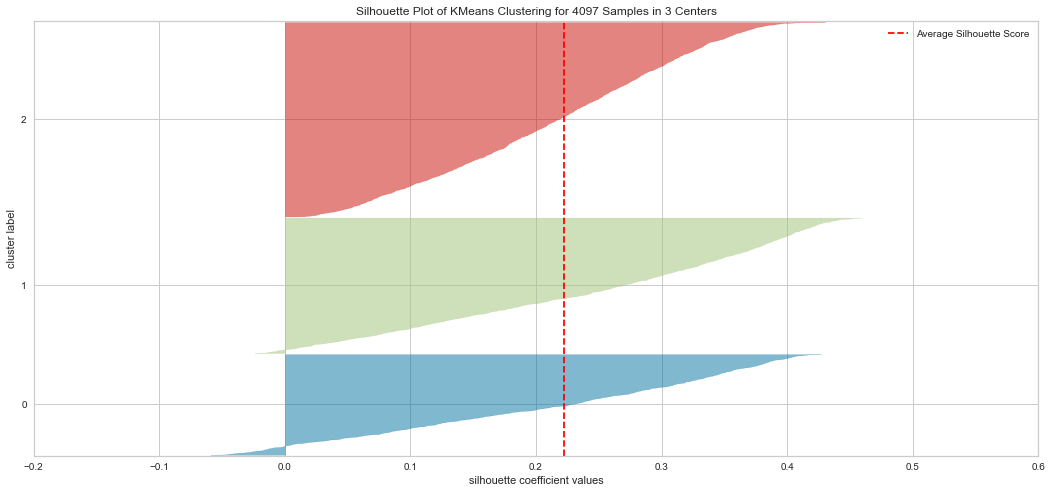 Silhouette Plot of KMeans Clustering for 4097 Samples in 3 Centers
Average Silhouette Score
cluster label
2
1
0
−0.2 −0.1 0.0 0.1 0.2 0.3 0.4 0.5 0.6
silhouette coefficient values